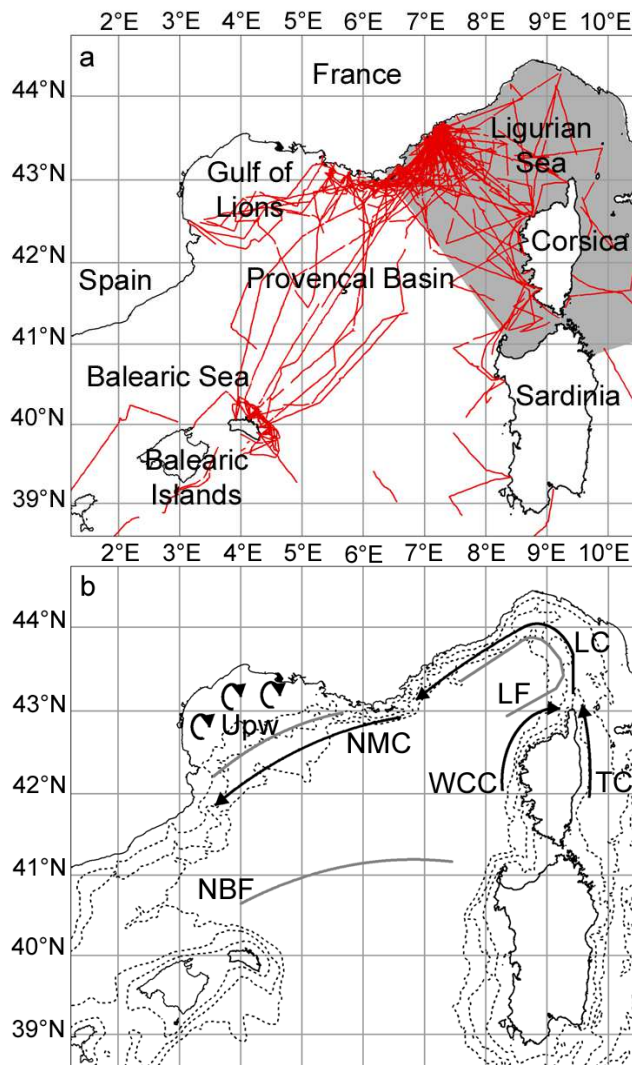 2°E 3°E 4°E 5°E 6°E 7°E 8°E 9°E 10°E
a
France
44°N
Ligurian
Sea
43°N
Gulf of
Lions
Corsica
42°N
Spain
Provençal Basin
41°N
Balearic Sea
Sardinia
40°N
Balearic
Islands
39°N
2°E 3°E 4°E 5°E 6°E 7°E 8°E 9°E 10°E
b
44°N
LC
43°N
LF
Upw
NMC
WCC
TC
42°N
41°N
NBF
40°N
39°N